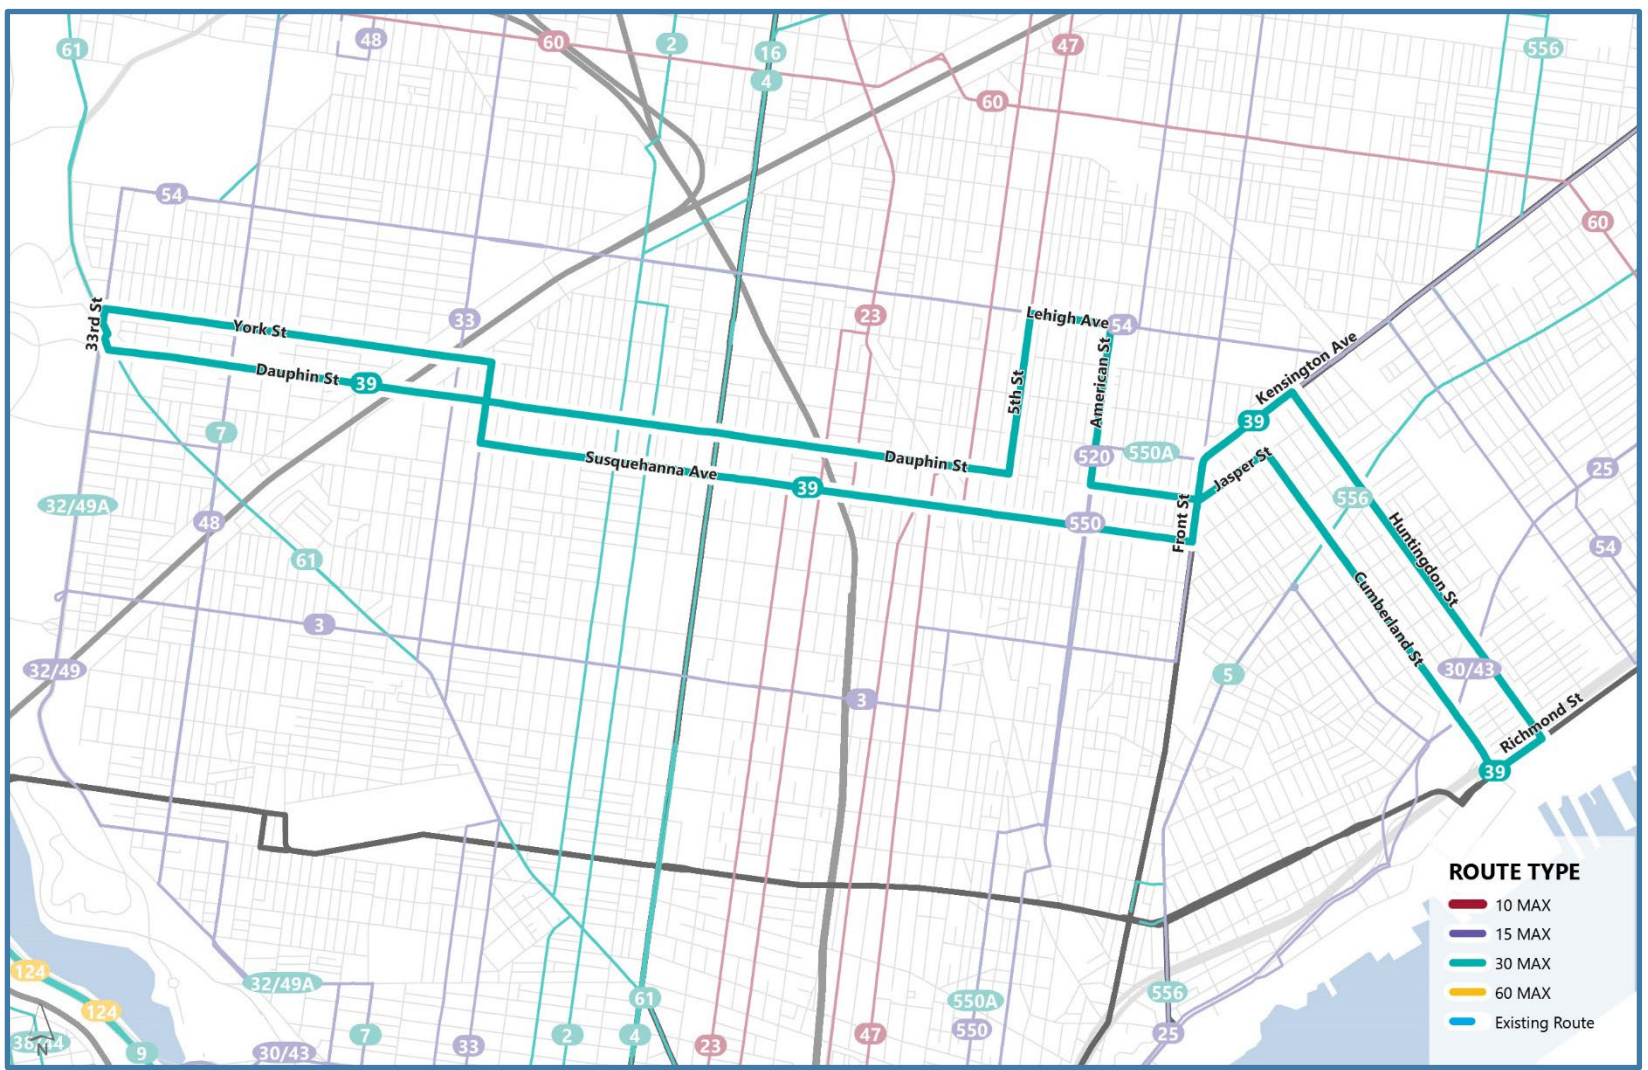 61
48
60
2
16
4
47
556
60
54
60
33rd St
York St
33
23
Lehigh Ave
54
Dauphin St
39
5th St
American St
Kensington Ave
39
7
Susquehanna Ave
39
Dauphin St
520
550A
Jasper St
25
32/49A
48
550
Front St
556
Huntingdon St
54
61
Cumberland St
3
32/49
5
30/43
3
Richmond St
39
124
124
32/49A
61
550A
556
7
30/43
33
2
4
23
47
550
25
N
9
ROUTE TYPE
10 MAX
15 MAX
30 MAX
60 MAX
Existing Route